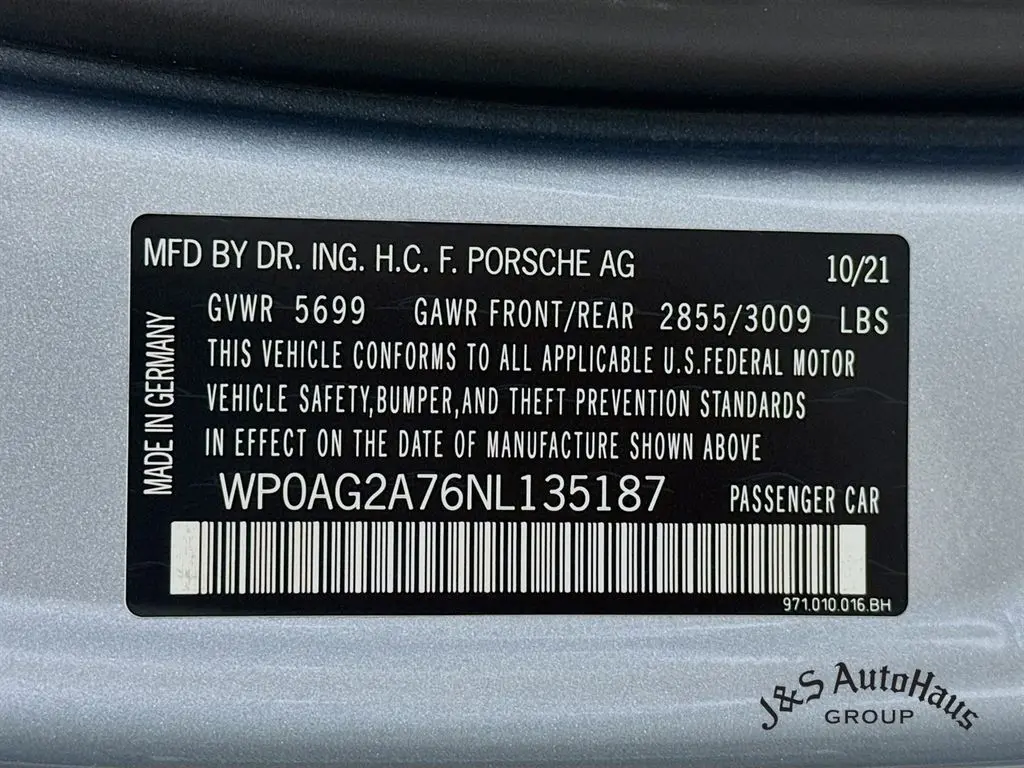 MFD BY DR. ING. H.C. F. PORSCHE AG 10/21
GVWR 5699 GAWR FRONT/REAR 2855/3009 LBS
THIS VEHICLE CONFORMS TO ALL APPLICABLE U.S.FEDERAL MOTOR
VEHICLE SAFETY,BUMPER,AND THEFT PREVENTION STANDARDS
IN EFFECT ON THE DATE OF MANUFACTURE SHOWN ABOVE
MADE IN GERMANY
WP0AG2A76NL135187 PASSENGER CAR
971.010.016.BH
J&S AutoHaus
GROUP